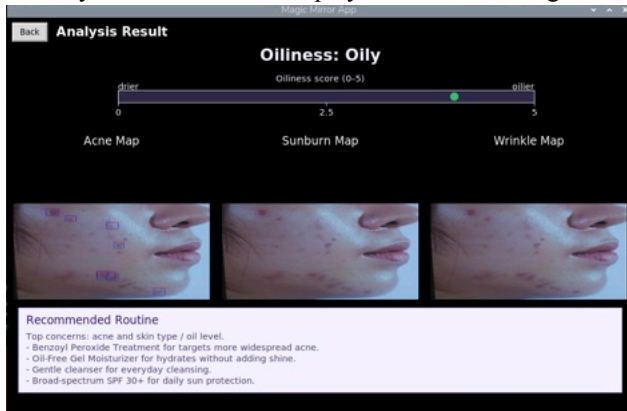 Magic Mirror App
Back
Analysis Result
Oiliness: Oily
Oiliness score (0-5)
drier
oilier
0
2.5
5
Acne Map
Sunburn Map
Wrinkle Map
Recommended Routine
Top concerns: acne and skin type / oil level.
- Benzoyl Peroxide Treatment for targets more widespread acne.
- Oil-Free Gel Moisturizer for hydrates without adding shine.
- Gentle cleanser for everyday cleansing.
- Broad-spectrum SPF 30+ for daily sun protection.